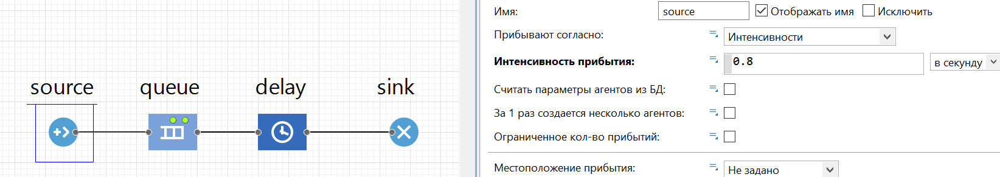 source queue delay sink
Имя: source Отображать имя Исключить
Прибывают согласно: Интенсивности
Интенсивность прибытия: 0.8 в секунду
Считать параметры агентов из БД:
За 1 раз создается несколько агентов:
Ограниченное кол-во прибытий:
Местоположение прибытия: Не задано